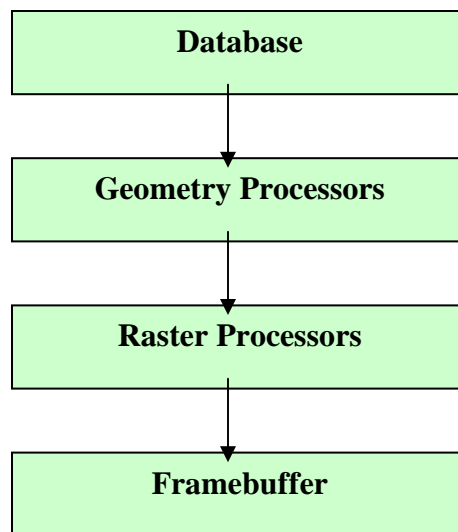 Database
Geometry Processors
Raster Processors
Framebuffer